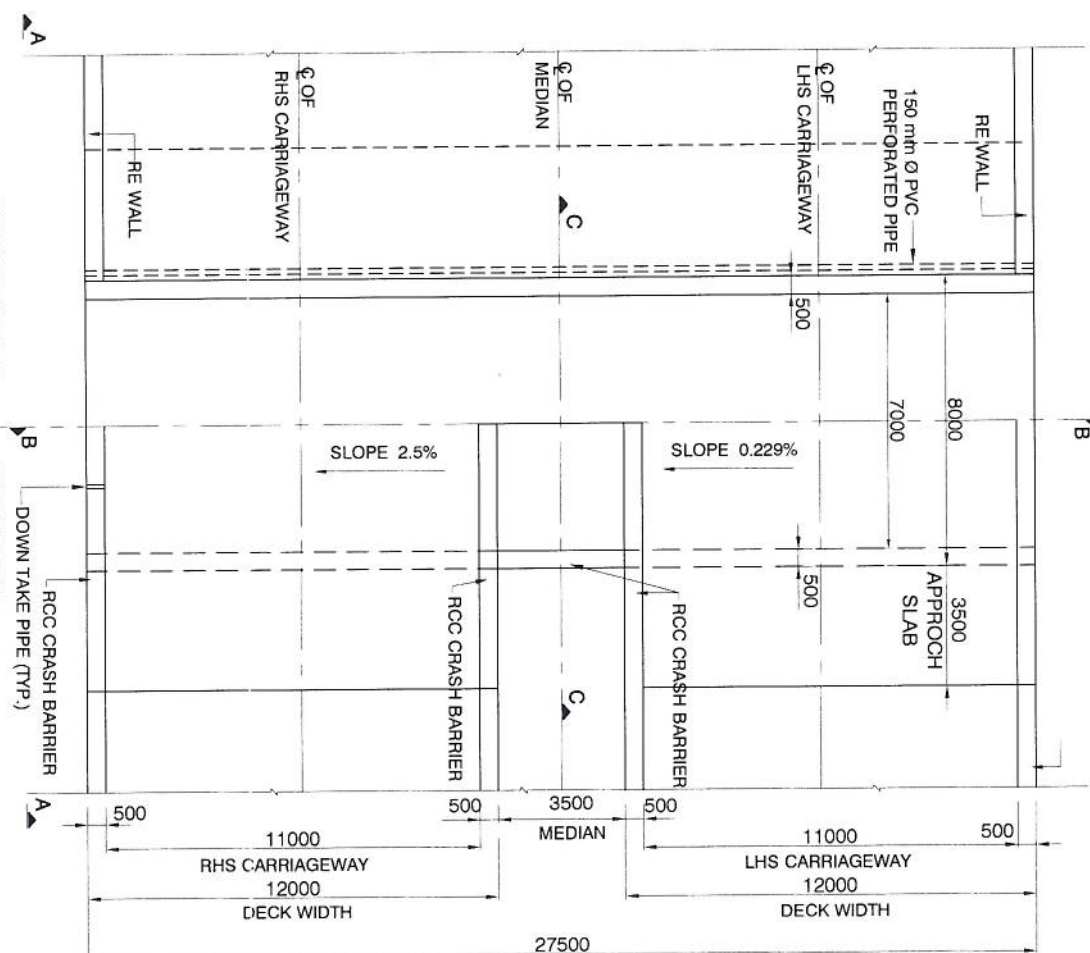 A
℄ OF
RHS CARRIAGEWAY
℄ OF
MEDIAN
℄ OF
LHS CARRIAGEWAY
150 mm Ø PVC
PERFORATED PIPE
RE WALL
RE WALL
C
500
7000
8000
B
B
SLOPE 2.5%
SLOPE 0.229%
DOWN TAKE PIPE (TYP.)
RCC CRASH BARRIER
RCC CRASH BARRIER
RCC CRASH BARRIER
500
3500
APPROCH
SLAB
C
A
500
500
3500
500
500
MEDIAN
11000
RHS CARRIAGEWAY
11000
LHS CARRIAGEWAY
12000
DECK WIDTH
12000
DECK WIDTH
27500